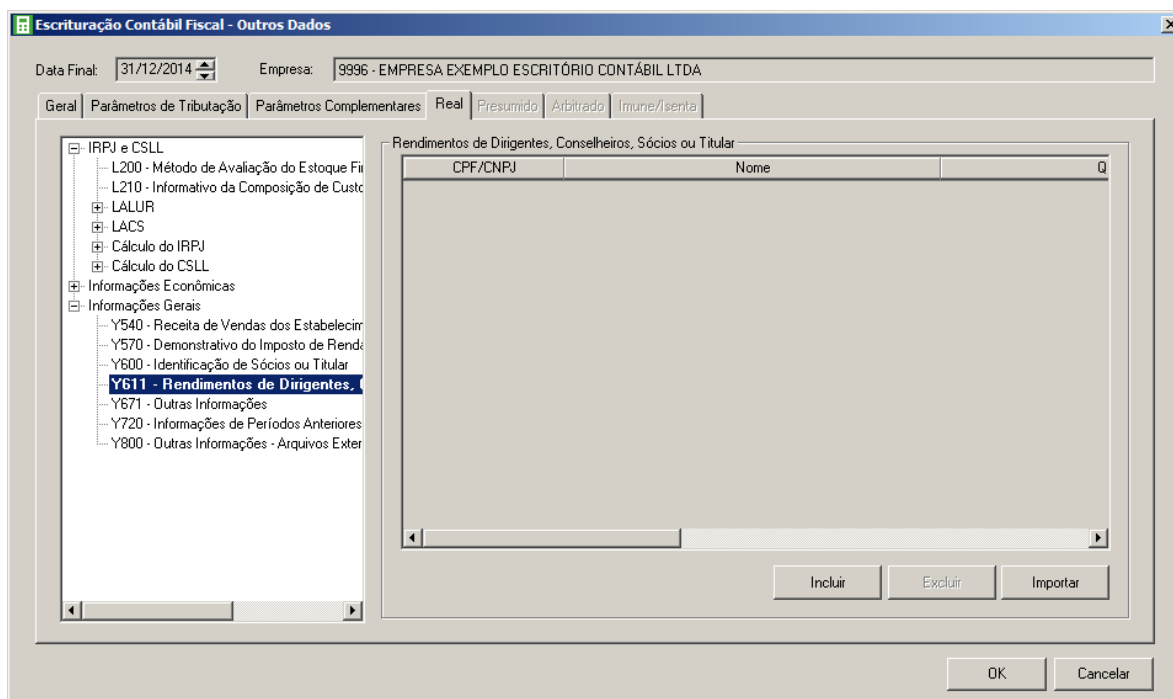 Escrituração Contábil Fiscal - Outros Dados
Data Final: 31/12/2014 Empresa: 9996 - EMPRESA EXEMPLO ESCRITÓRIO CONTÁBIL LTDA
Geral Parâmetros de Tributação Parâmetros Complementares Real Presumido Arbitrado Imune/Isenta
IRPJ e CSLL
L200 - Método de Avaliação do Estoque Fi
L210 - Informativo da Composição de Custo
LALUR
LACS
Cálculo do IRPJ
Cálculo do CSLL
Informações Econômicas
Informações Gerais
Y540 - Receita de Vendas dos Estabelecim
Y570 - Demonstrativo do Imposto de Renda
Y600 - Identificação de Sócios ou Titular
Y611 - Rendimentos de Dirigentes,
Y671 - Outras Informações
Y720 - Informações de Períodos Anteriores
Y800 - Outras Informações - Arquivos Exter
Rendimentos de Dirigentes, Conselheiros, Sócios ou Titular
CPF/CNPJ Nome Q
Incluir Excluir Importar
OK Cancelar